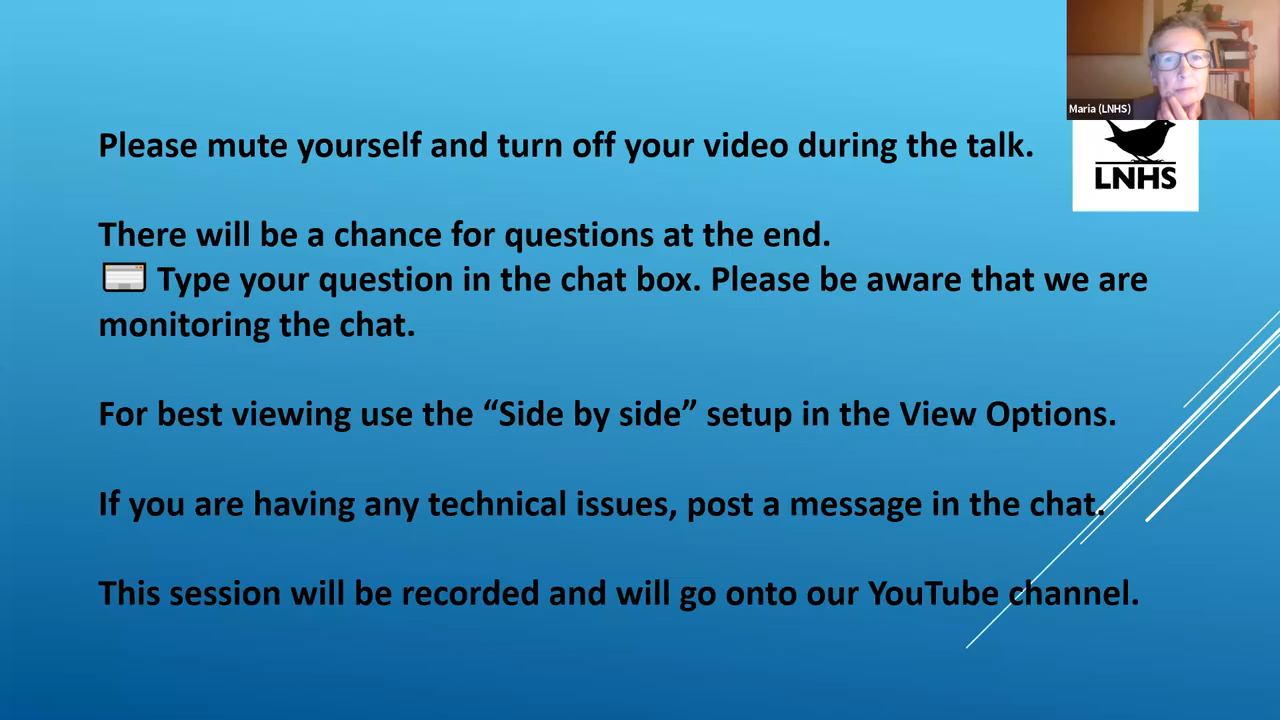 Maria (LNHS)
LNHS
Please mute yourself and turn off your video during the talk.
There will be a chance for questions at the end.
Type your question in the chat box. Please be aware that we are
monitoring the chat.
For best viewing use the “Side by side” setup in the View Options.
If you are having any technical issues, post a message in the chat.
This session will be recorded and will go onto our YouTube channel.